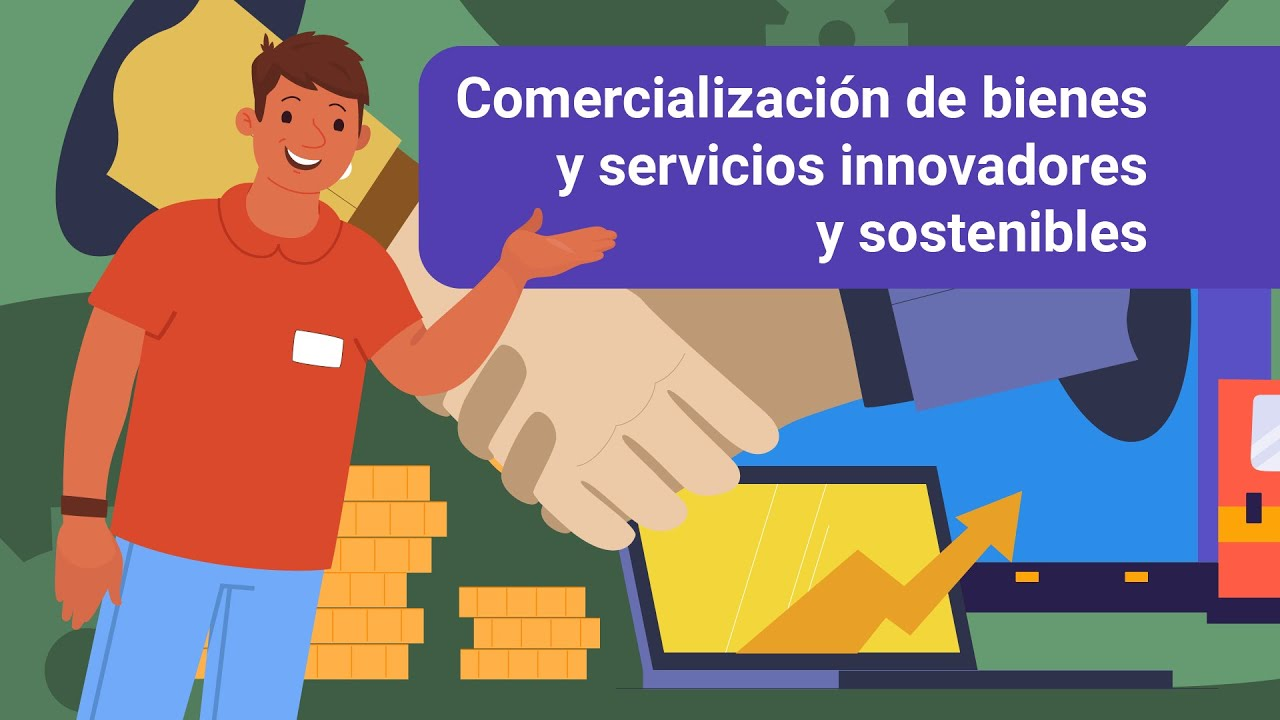 Comercialización de bienes
y servicios innovadores
y sostenibles